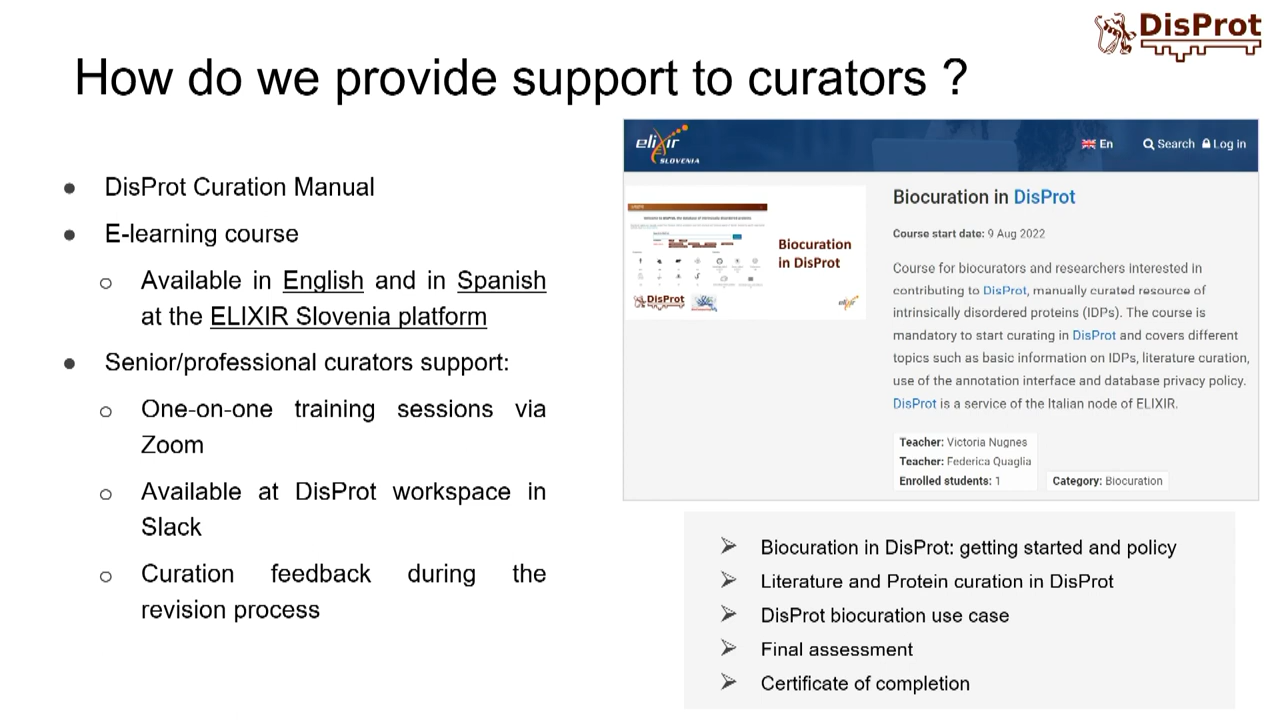 DisProt
How do we provide support to curators ?
● DisProt Curation Manual
● E-learning course
o Available in English and in Spanish
at the ELIXIR Slovenia platform
● Senior/professional curators support:
o One-on-one training sessions via
Zoom
o Available at DisProt workspace in
Slack
o Curation feedback during the
revision process
elixir
SLOVENIA
En
Search
Log in
Biocuration
in DisProt
DisProt
elixir
Biocuration in DisProt
Course start date: 9 Aug 2022
Course for biocurators and researchers interested in
contributing to DisProt, manually curated resource of
intrinsically disordered proteins (IDPs). The course is
mandatory to start curating in DisProt and covers different
topics such as basic information on IDPs, literature curation,
use of the annotation interface and database privacy policy.
DisProt is a service of the Italian node of ELIXIR.
Teacher: Victoria Nugnes
Teacher: Federica Quaglia
Enrolled students: 1
Category: Biocuration
➢ Biocuration in DisProt: getting started and policy
➢ Literature and Protein curation in DisProt
➢ DisProt biocuration use case
➢ Final assessment
➢ Certificate of completion